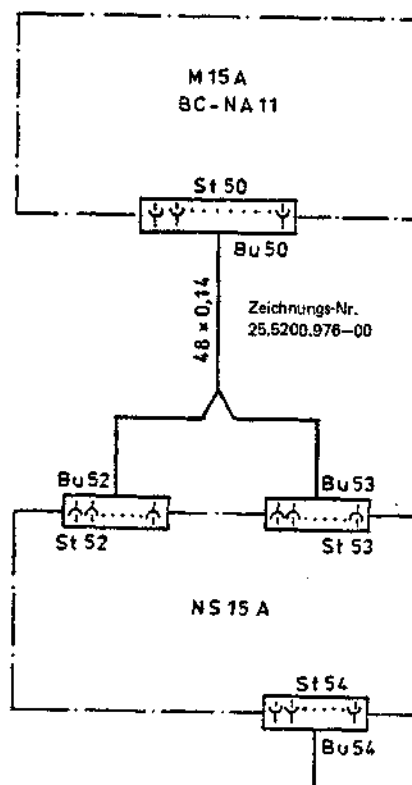 M 15 A
BC-NA 11
St 50
Bu 50
48 x 0,14
Zeichnungs-Nr.
25.5200.976-00
Bu 52
Bu 53
St 52
St 53
NS 15 A
St 54
Bu 54